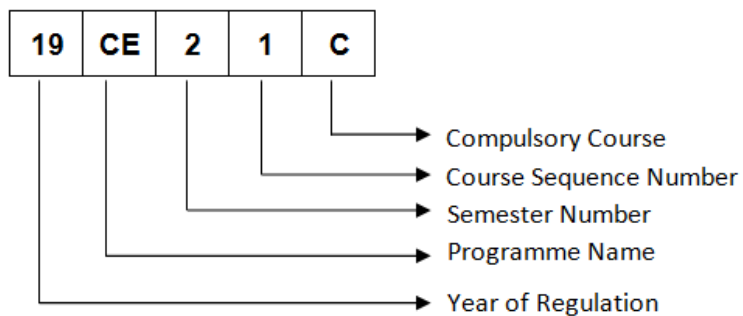 19 CE 2 1 C
Compulsory Course
Course Sequence Number
Semester Number
Programme Name
Year of Regulation